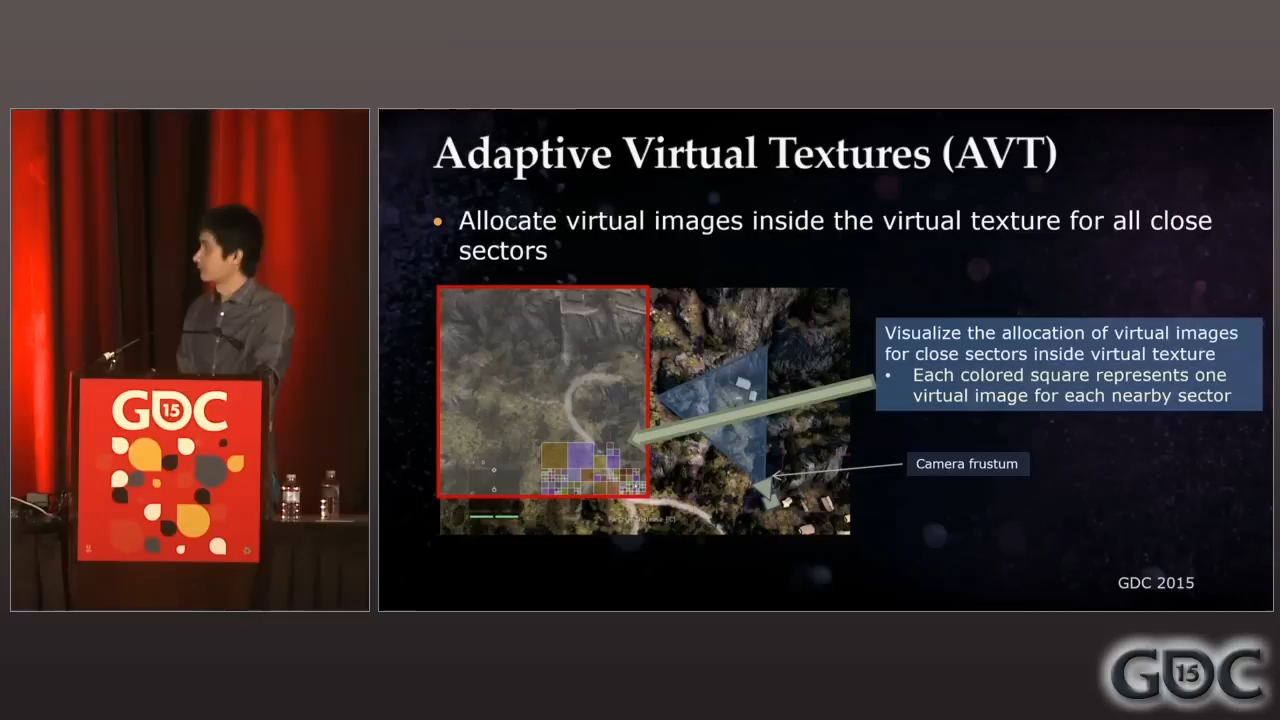 Adaptive Virtual Textures (AVT)
• Allocate virtual images inside the virtual texture for all close
sectors
Visualize the allocation of virtual images
for close sectors inside virtual texture
• Each colored square represents one
virtual image for each nearby sector
Camera frustum
GDC 2015
GDC
15
GDC
15